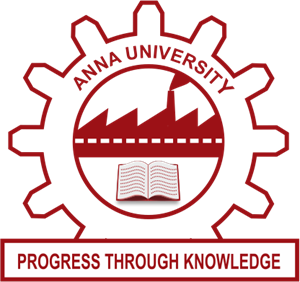 ANNA UNIVERSITY
PROGRESS THROUGH KNOWLEDGE